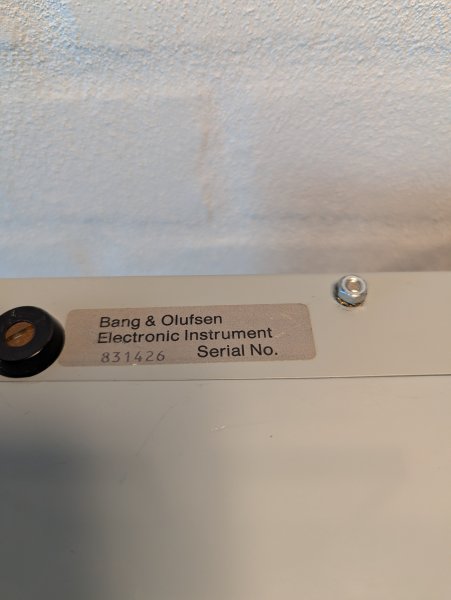 Bang & Olufsen
Electronic Instrument
831426 Serial No.